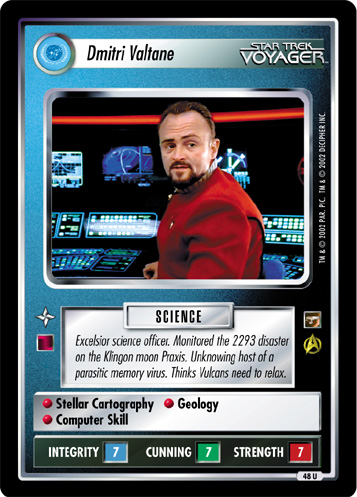 Dmitri Valtane
STAR TREK
VOYAGER™
™ & © 2002 PAR. PIC. TM & © 2002 DECIPHER INC.
SCIENCE
Excelsior science officer. Monitored the 2293 disaster
on the Klingon moon Praxis. Unknowing host of a
parasitic memory virus. Thinks Vulcans need to relax.
Stellar Cartography Geology
Computer Skill
INTEGRITY 7 CUNNING 7 STRENGTH 7
48 U